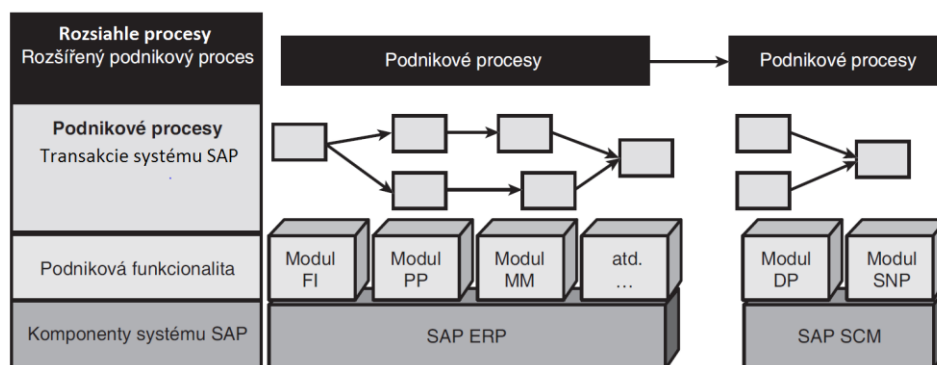 Rozsiahle procesy
Rozšířený podnikový proces
Podnikové procesy
Podnikové procesy
Podnikové procesy
Transakcie systému SAP
Podniková funkcionalita
Modul
FI
Modul
PP
Modul
MM
atd.
...
Modul
DP
Modul
SNP
Komponenty systému SAP
SAP ERP
SAP SCM